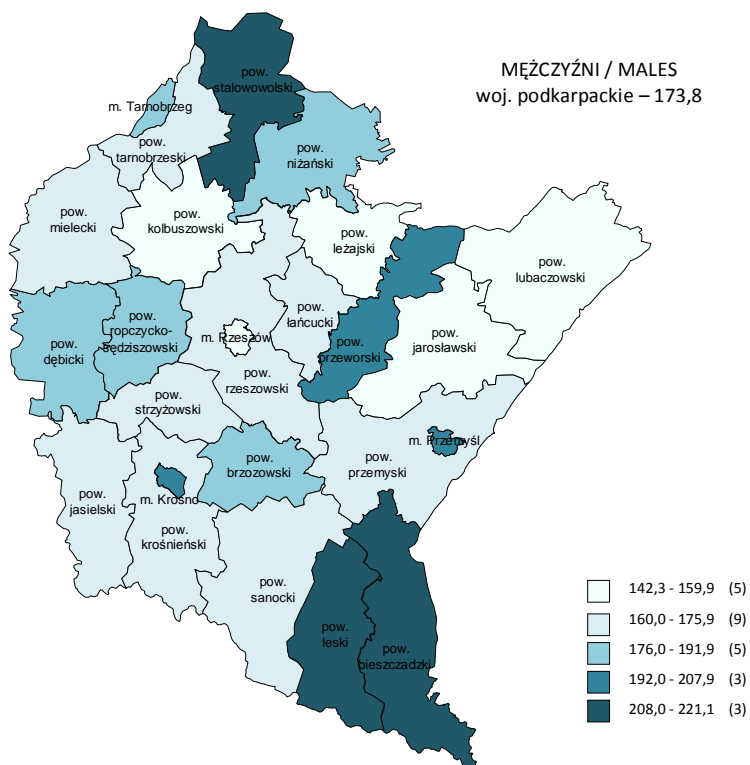 MĘŻCZYŹNI / MALES
woj. podkarpackie – 173,8
pow.
stalowowolski
m. Tarnobrzeg
pow.
tarnobrzeski
pow.
niżański
pow.
mielecki
pow.
kolbuszowski
pow.
leżajski
pow.
lubaczowski
pow.
dębicki
pow.
ropczycko-
sędziszowski
m. Rzeszów
pow.
łańcucki
pow.
przeworski
pow.
jarosławski
pow.
rzeszowski
pow.
strzyżowski
pow.
brzozowski
pow.
przemyski
m. Przemyśl
pow.
jasielski
m. Krosno
pow.
krośnieński
pow.
sanocki
pow.
leski
pow.
bieszczadzki
142,3 - 159,9 (5)
160,0 - 175,9 (9)
176,0 - 191,9 (5)
192,0 - 207,9 (3)
208,0 - 221,1 (3)